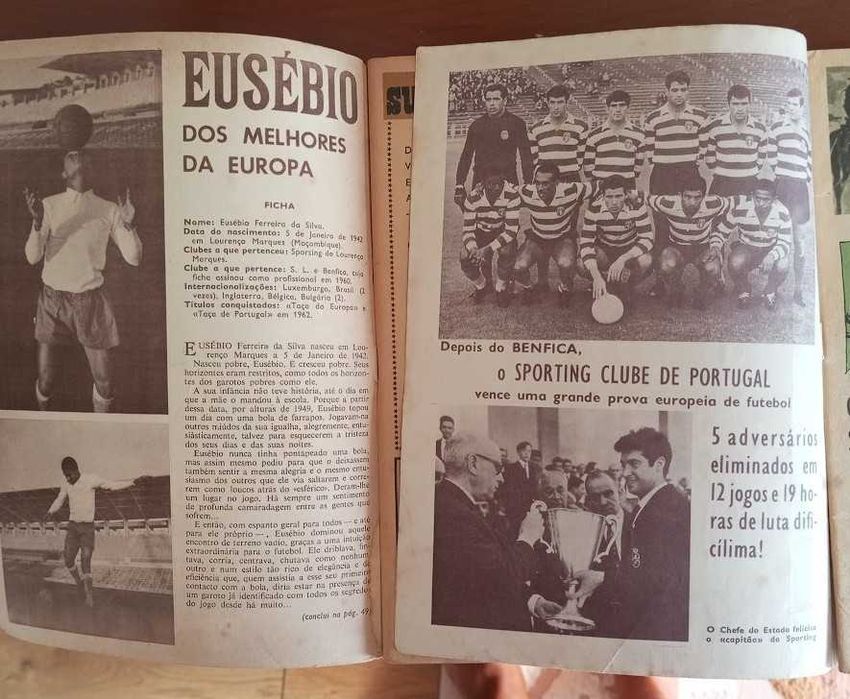 EUSÉBIO
DOS MELHORES
DA EUROPA
FICHA
Nome: Eusébio Ferreira da Silva.
Data do nascimento: 5 de Janeiro de 1942
em Lourenço Marques (Moçambique).
Clubes a que pertenceu: Sporsing de Lourenço
Marques.
Clube a que pertence: S. L. e Benfica, cuja
ficha assinou como profissional em 1960.
Internacionalizações: Luxemburgo, Brasil (2
vezes), Inglaterra, Bélgica, Bulgária (2).
Títulos conquistados: «Taça da Europa» e
«Taça de Portugal» em 1962.
EUSÉBIO Ferreira da Silva nasceu em Lou-
renço Marques a 5 de Janeiro de 1942.
Nasceu pobre, Eusébio. E cresceu pobre. Seus
horizontes eram restritos, como todos os horizon-
tes dos garotos pobres como ele.
A sua infância não teve história, até o dia em
que a mãe o mandou à escola. Porque a partir
dessa data, por alturas de 1949, Eusébio topou
um dia com uma bola de farrapos. Jogavam-na
outros miúdos da sua igualha, alegremente, entu-
siàsticamente, talvez para esquecerem a tristeza
dos seus dias e das suas noites.
Eusébio nunca tinha pontapeado uma bola,
mas assim mesmo pediu para que o deixassem
também sentir a mesma alegria e o mesmo entu-
siasmo dos outros que ele via saltarem e corre-
rem como loucos atrás do «esférico». Deram-lhe
um lugar no jogo. Há sempre um sentimento
de profunda camaradagem entre as gentes que
sofrem...
E então, com espanto geral para todos — e até
para ele próprio —, Eusébio dominou aquele
encontro de terreno vadio, graças a uma intuição
extraordinária para o futebol. Ele driblava, fin-
tava, corria, centrava, chutava como nenhum
outro e num estilo tão rico de elegância e de
eficiência que, quem assistia a esse seu primeiro
contacto com a bola, diria estar na presença de
um garoto já identificado com todos os segredos
do jogo desde há muito...
(conclui na pág. 49)
SU
D
V
E
A
Depois do BENFICA,
o SPORTING CLUBE DE PORTUGAL
vence uma grande prova europeia de futebol
5 adversários
eliminados em
12 jogos e 19 ho-
ras de luta difi-
cílima!
O Chefe do Estado felicita
o «capitão» do Sporting